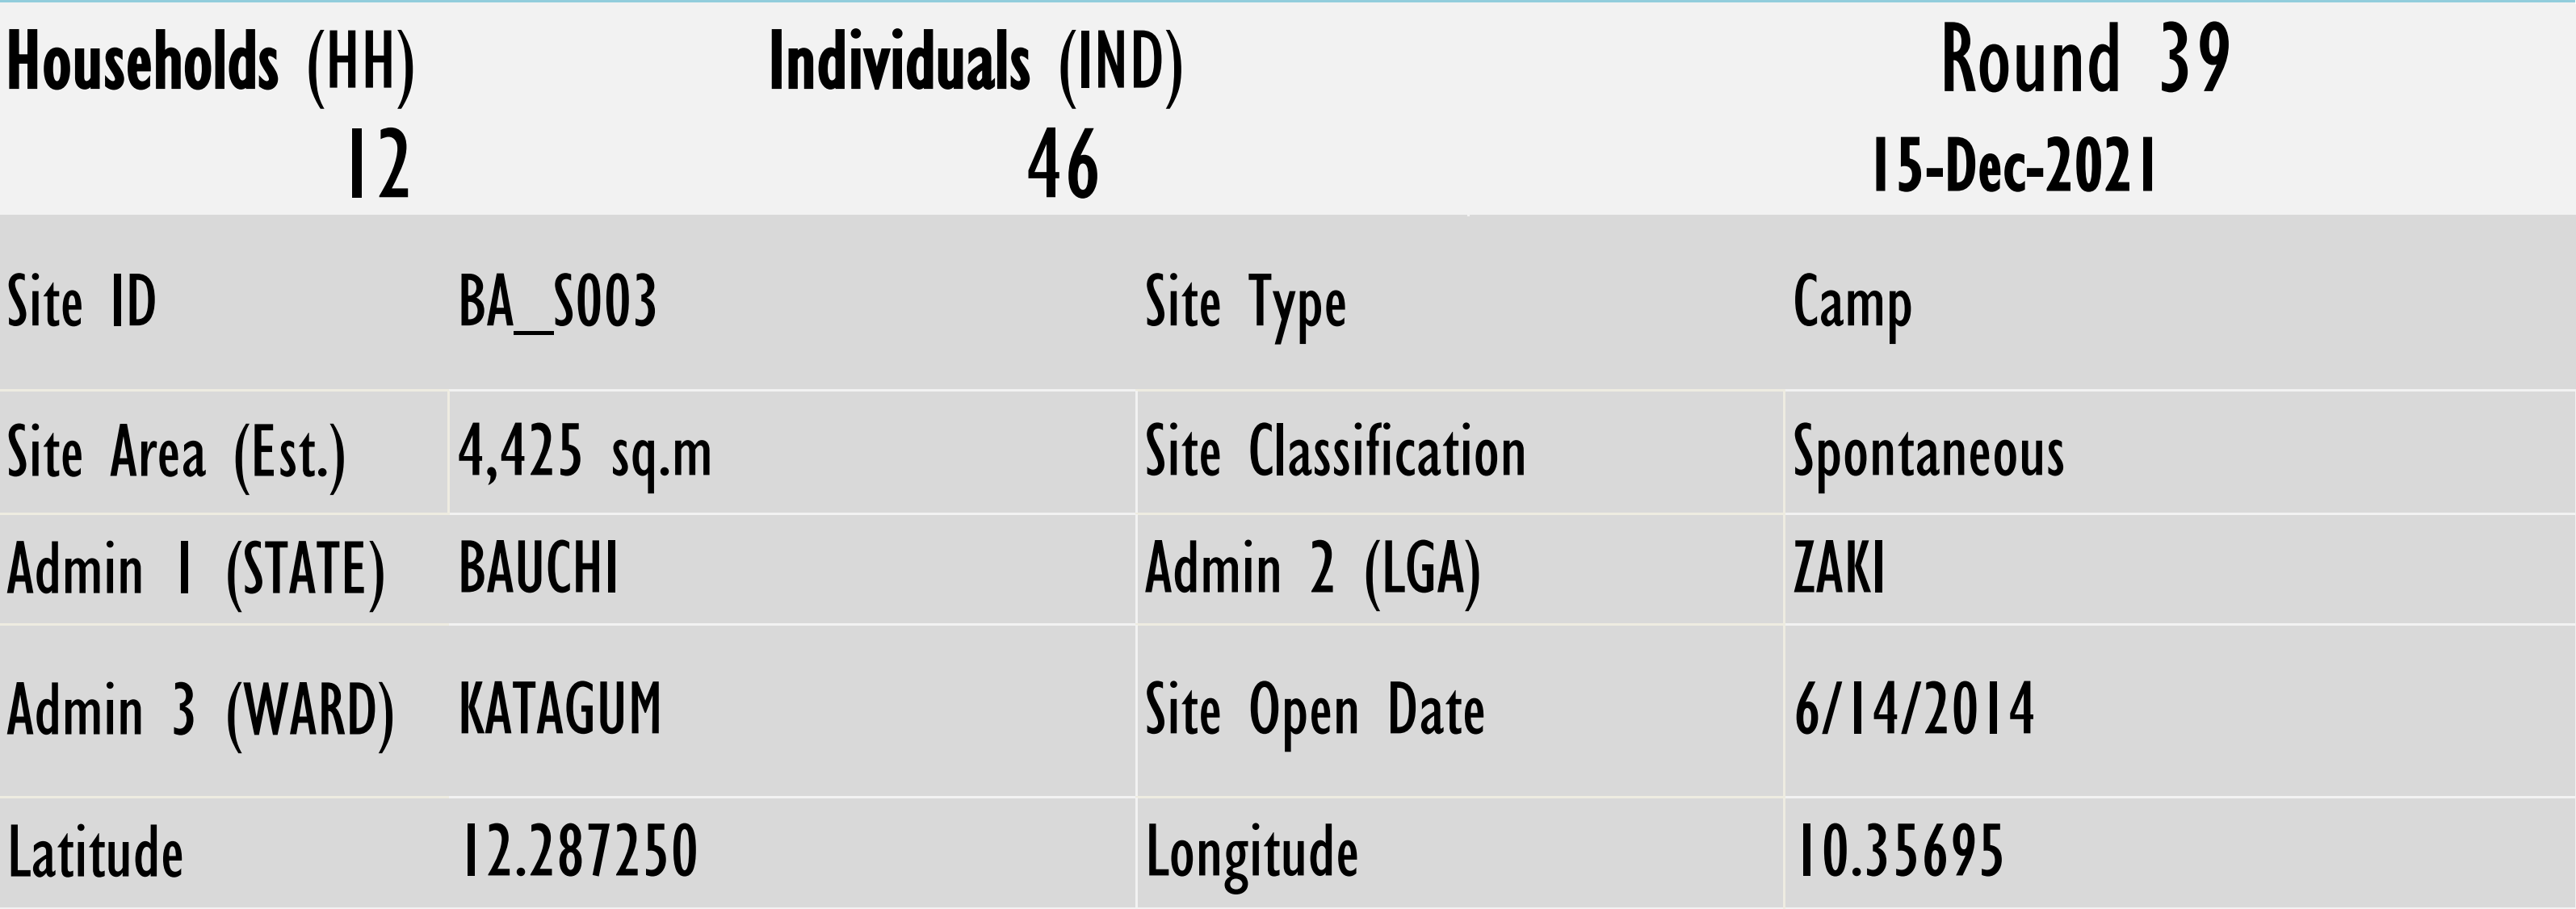 Households (HH) Individuals (IND) Round 39
12 46 15-Dec-2021
Site ID BA_S003 Site Type Camp
Site Area (Est.) 4,425 sq.m Site Classification Spontaneous
Admin 1 (STATE) BAUCHI Admin 2 (LGA) ZAKI
Admin 3 (WARD) KATAGUM Site Open Date 6/14/2014
Latitude 12.287250 Longitude 10.35695